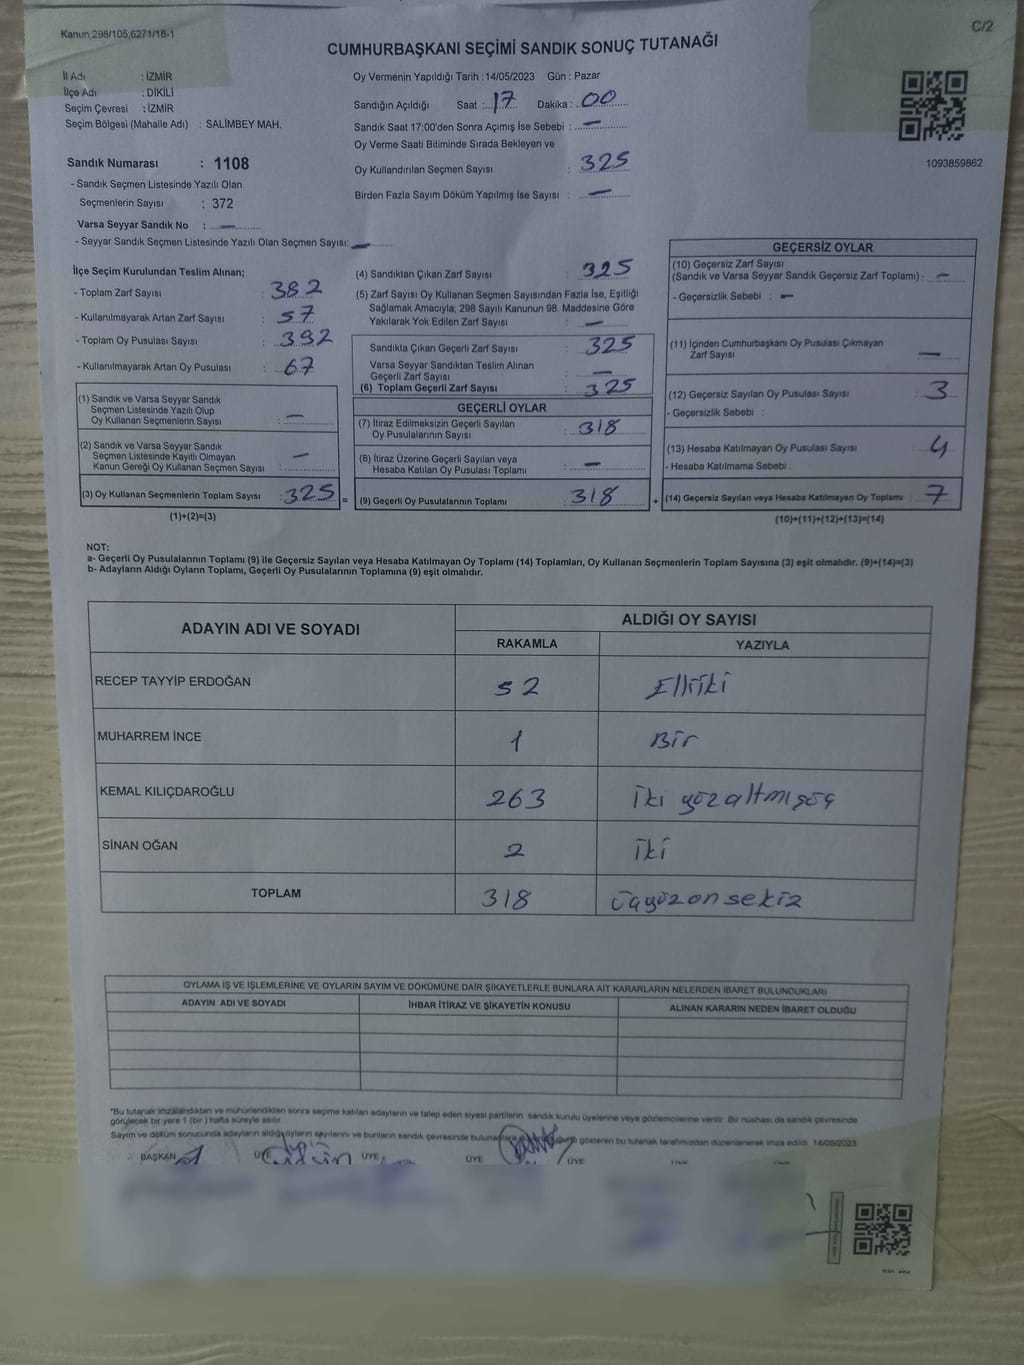 Kanun:298/105,6271/18-1
C/2
CUMHURBAŞKANI SEÇİMİ SANDIK SONUÇ TUTANAĞI
İl Adı : İZMİR
İlçe Adı : DİKİLİ
Seçim Çevresi : İZMİR
Seçim Bölgesi (Mahalle Adı) : SALİMBEY MAH.
Oy Vermenin Yapıldığı Tarih :14/05/2023 Gün : Pazar
Sandığın Açıldığı Saat : 17 Dakika : 00
Sandık Saat 17:00'den Sonra Açımış İse Sebebi : —
Oy Verme Saati Bitiminde Sırada Bekleyen ve
Oy Kullandırılan Seçmen Sayısı : 325
Birden Fazla Sayım Döküm Yapılmış İse Sayısı : —
1093859862
Sandık Numarası : 1108
- Sandık Seçmen Listesinde Yazılı Olan
Seçmenlerin Sayısı : 372
Varsa Seyyar Sandık No : —
- Seyyar Sandık Seçmen Listesinde Yazılı Olan Seçmen Sayısı: —
İlçe Seçim Kurulundan Teslim Alınan;
- Toplam Zarf Sayısı : 382
- Kullanılmayarak Artan Zarf Sayısı : 57
- Toplam Oy Pusulası Sayısı : 392
- Kullanılmayarak Artan Oy Pusulası : 67
(1) Sandık ve Varsa Seyyar Sandık
Seçmen Listesinde Yazılı Olup
Oy Kullanan Seçmenlerin Sayısı : —
(2) Sandık ve Varsa Seyyar Sandık
Seçmen Listesinde Kayıtlı Olmayan
Kanun Gereği Oy Kullanan Seçmen Sayısı : —
(3) Oy Kullanan Seçmenlerin Toplam Sayısı : 325 =
(1)+(2)=(3)
(4) Sandıktan Çıkan Zarf Sayısı : 325
(5) Zarf Sayısı Oy Kullanan Seçmen Sayısından Fazla İse, Eşitliği
Sağlamak Amacıyla, 298 Sayılı Kanunun 98. Maddesine Göre
Yakılarak Yok Edilen Zarf Sayısı : —
Sandıkta Çıkan Geçerli Zarf Sayısı : 325
Varsa Seyyar Sandıktan Teslim Alınan
Geçerli Zarf Sayısı : —
(6) Toplam Geçerli Zarf Sayısı : 325
GEÇERLİ OYLAR
(7) İtiraz Edilmeksizin Geçerli Sayılan
Oy Pusulalarının Sayısı : 318
(8) İtiraz Üzerine Geçerli Sayılan veya
Hesaba Katılan Oy Pusulası Toplamı : —
(9) Geçerli Oy Pusulalarının Toplamı : 318 +
GEÇERSİZ OYLAR
(10) Geçersiz Zarf Sayısı
(Sandık ve Varsa Seyyar Sandık Geçersiz Zarf Toplamı) : —
- Geçersizlik Sebebi : —
(11) İçinden Cumhurbaşkanı Oy Pusulası Çıkmayan
Zarf Sayısı —
(12) Geçersiz Sayılan Oy Pusulası Sayısı : 3
- Geçersizlik Sebebi :
(13) Hesaba Katılmayan Oy Pusulası Sayısı : 4
- Hesaba Katılmama Sebebi :
(14) Geçersiz Sayılan veya Hesaba Katılmayan Oy Toplamı : 7
(10)+(11)+(12)+(13)=(14)
NOT:
a- Geçerli Oy Pusulalarının Toplamı (9) ile Geçersiz Sayılan veya Hesaba Katılmayan Oy Toplamı (14) Toplamları, Oy Kullanan Seçmenlerin Toplam Sayısına (3) eşit olmalıdır. (9)+(14)=(3)
b- Adayların Aldığı Oyların Toplamı, Geçerli Oy Pusulalarının Toplamına (9) eşit olmalıdır.
ADAYIN ADI VE SOYADI
ALDIĞI OY SAYISI
RAKAMLA YAZIYLA
RECEP TAYYİP ERDOĞAN 52 Elliiki
MUHARREM İNCE 1 Bir
KEMAL KILIÇDAROĞLU 263 iki yüz altmışüç
SİNAN OĞAN 2 iki
TOPLAM 318 üçyüzonsekiz
OYLAMA İŞ VE İŞLEMLERİNE VE OYLARIN SAYIM VE DÖKÜMÜNE DAİR ŞİKAYETLERLE BUNLARA AİT KARARLARIN NELERDEN İBARET BULUNDUKLARI
ADAYIN ADI VE SOYADI İHBAR İTİRAZ VE ŞİKAYETİN KONUSU ALINAN KARARIN NEDEN İBARET OLDUĞU
*Bu tutanak imzalandıktan ve mühürlendikten sonra seçime katılan adayların ve talep eden siyasi partilerin sandık kurulu üyelerine veya gözlemcilerine verilir. Bir nüshası da sandık çevresinde
görülecek bir yere 1 (bir) hafta süreyle asılır.
Sayım ve döküm sonucunda adayların aldığı oyların sayılarını ve bunların sandık çevresinde gösteren bu tutanak tarafımızdan düzenlenerek imza edildi. 14/05/2023
BAŞKAN ÜYE ÜYE ÜYE